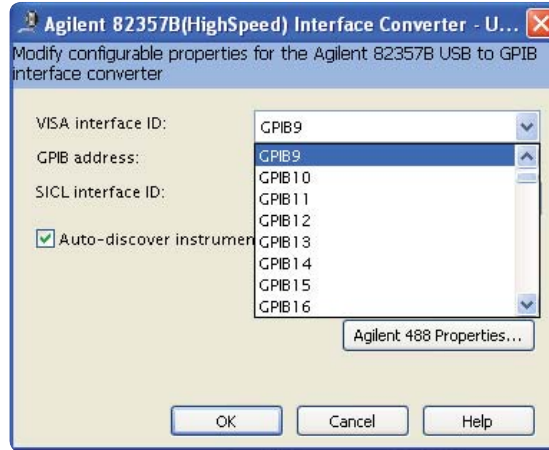 Agilent 82357B(HighSpeed) Interface Converter - U...
Modify configurable properties for the Agilent 82357B USB to GPIB
interface converter
VISA interface ID:
GPIB9
GPIB address:
GPIB9
GPIB10
SICL interface ID:
GPIB11
GPIB12
Auto-discover instrumen
GPIB13
GPIB14
GPIB15
GPIB16
Agilent 488 Properties...
OK
Cancel
Help